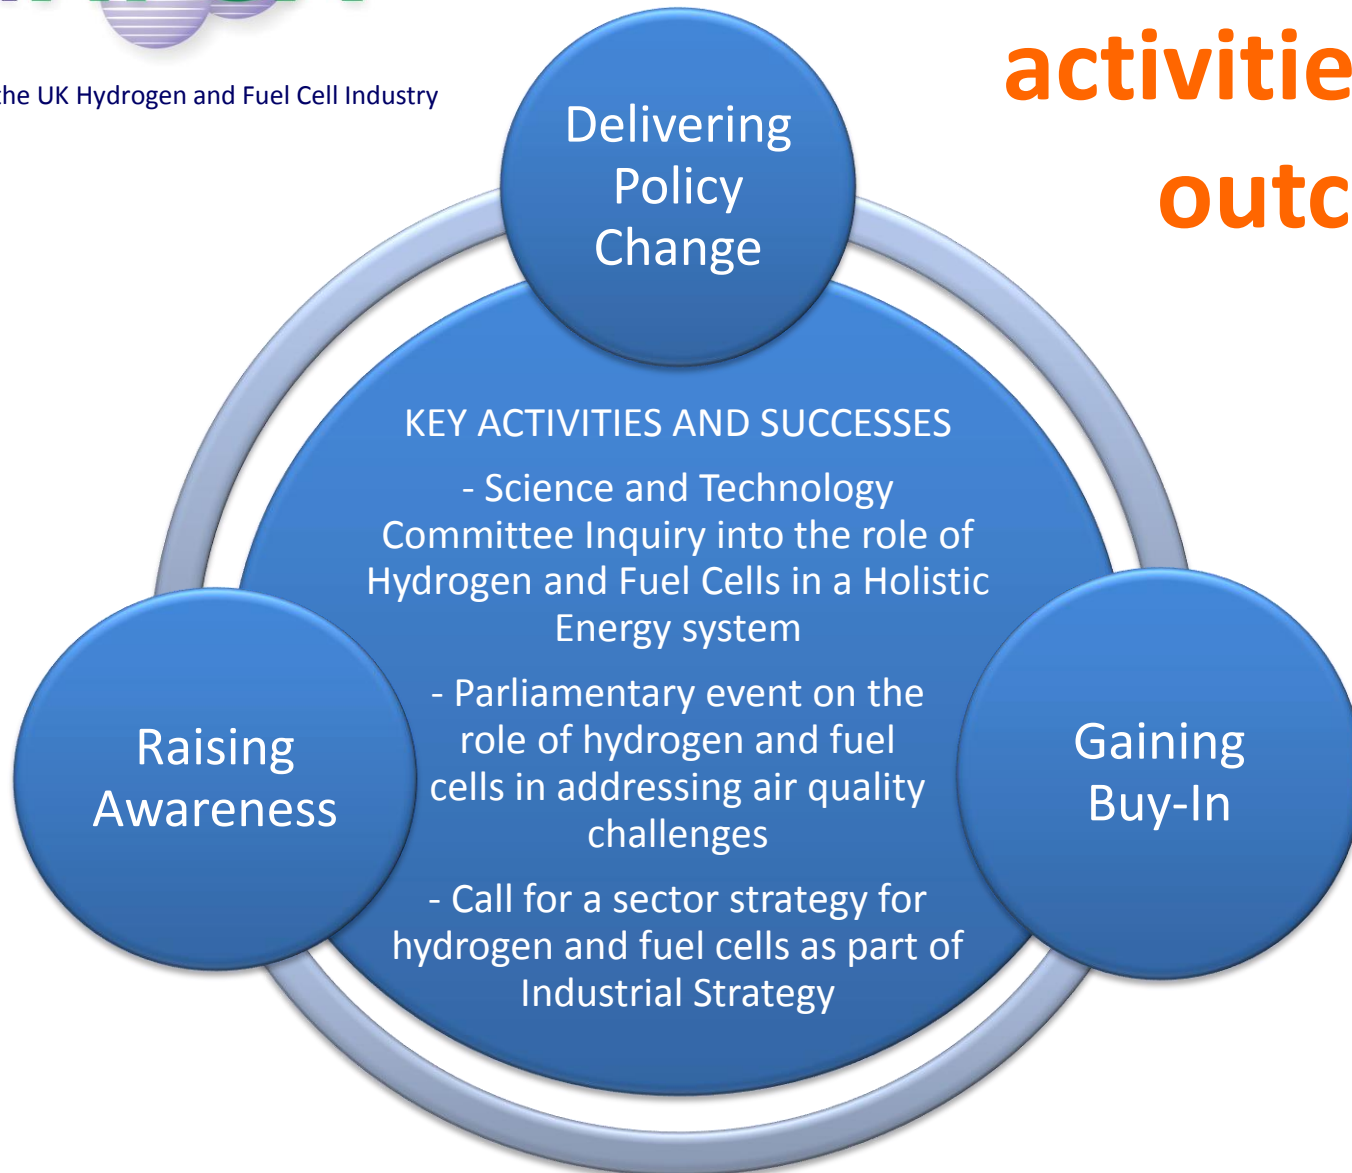 the UK Hydrogen and Fuel Cell Industry
activitie
outc
Delivering
Policy
Change
KEY ACTIVITIES AND SUCCESSES
- Science and Technology
Committee Inquiry into the role of
Hydrogen and Fuel Cells in a Holistic
Energy system
- Parliamentary event on the
role of hydrogen and fuel
cells in addressing air quality
challenges
- Call for a sector strategy for
hydrogen and fuel cells as part of
Industrial Strategy
Raising
Awareness
Gaining
Buy-In